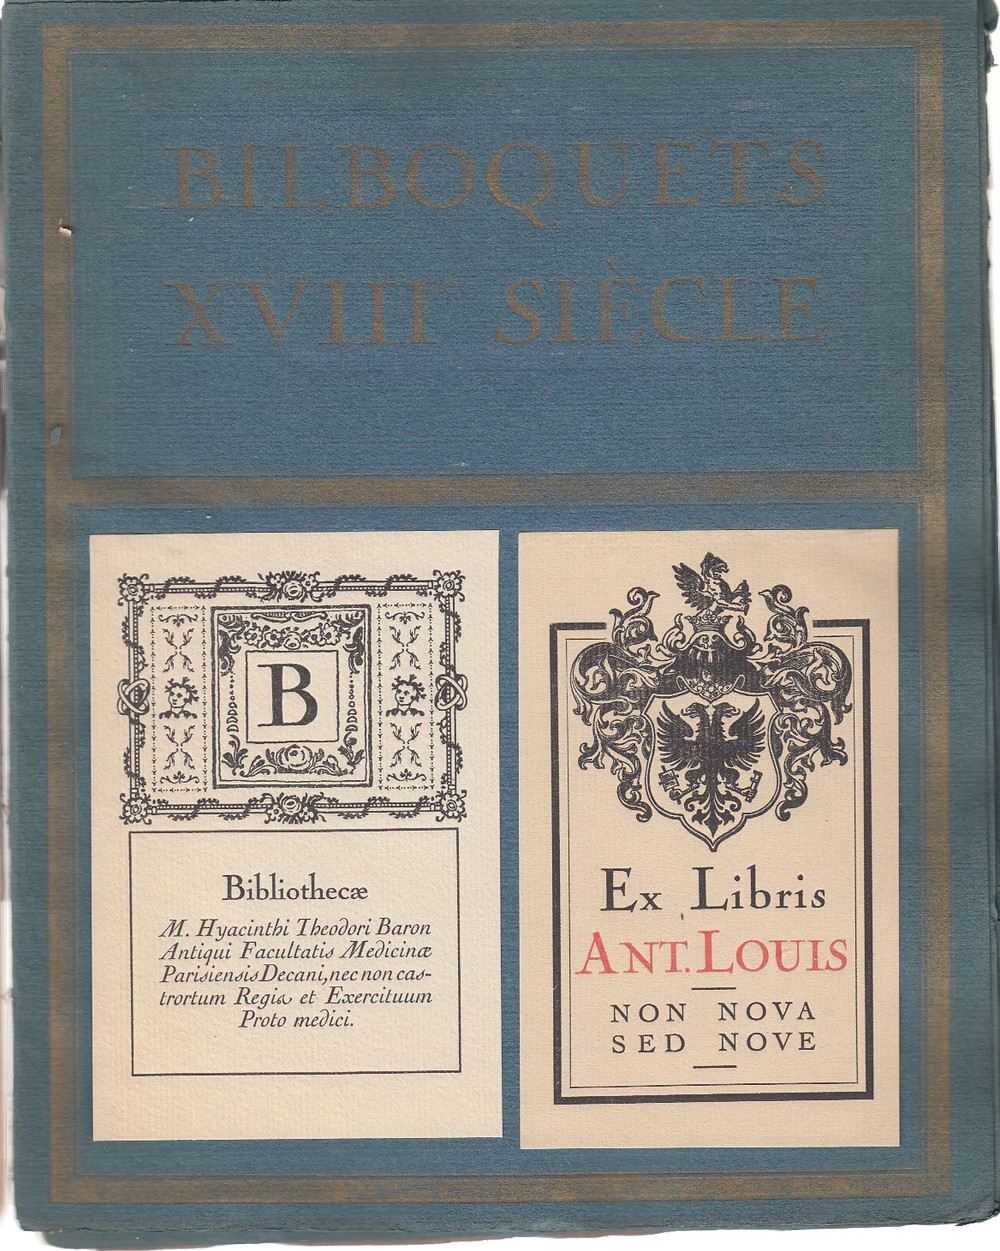 BILBOQUETS
XVIIIe SIÈCLE
B
Bibliothecæ
M. Hyacinthi Theodori Baron
Antiqui Facultatis Medicinæ
Parisiensis Decani, nec non cas-
trortum Regia et Exercituum
Proto medici.
Ex Libris
ANT. LOUIS
NON NOVA
SED NOVE